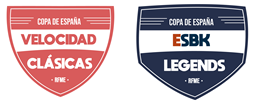 COPA DE ESPAÑA
VELOCIDAD
CLÁSICAS
· RFME ·
COPA DE ESPAÑA
ESBK
LEGENDS
· RFME ·